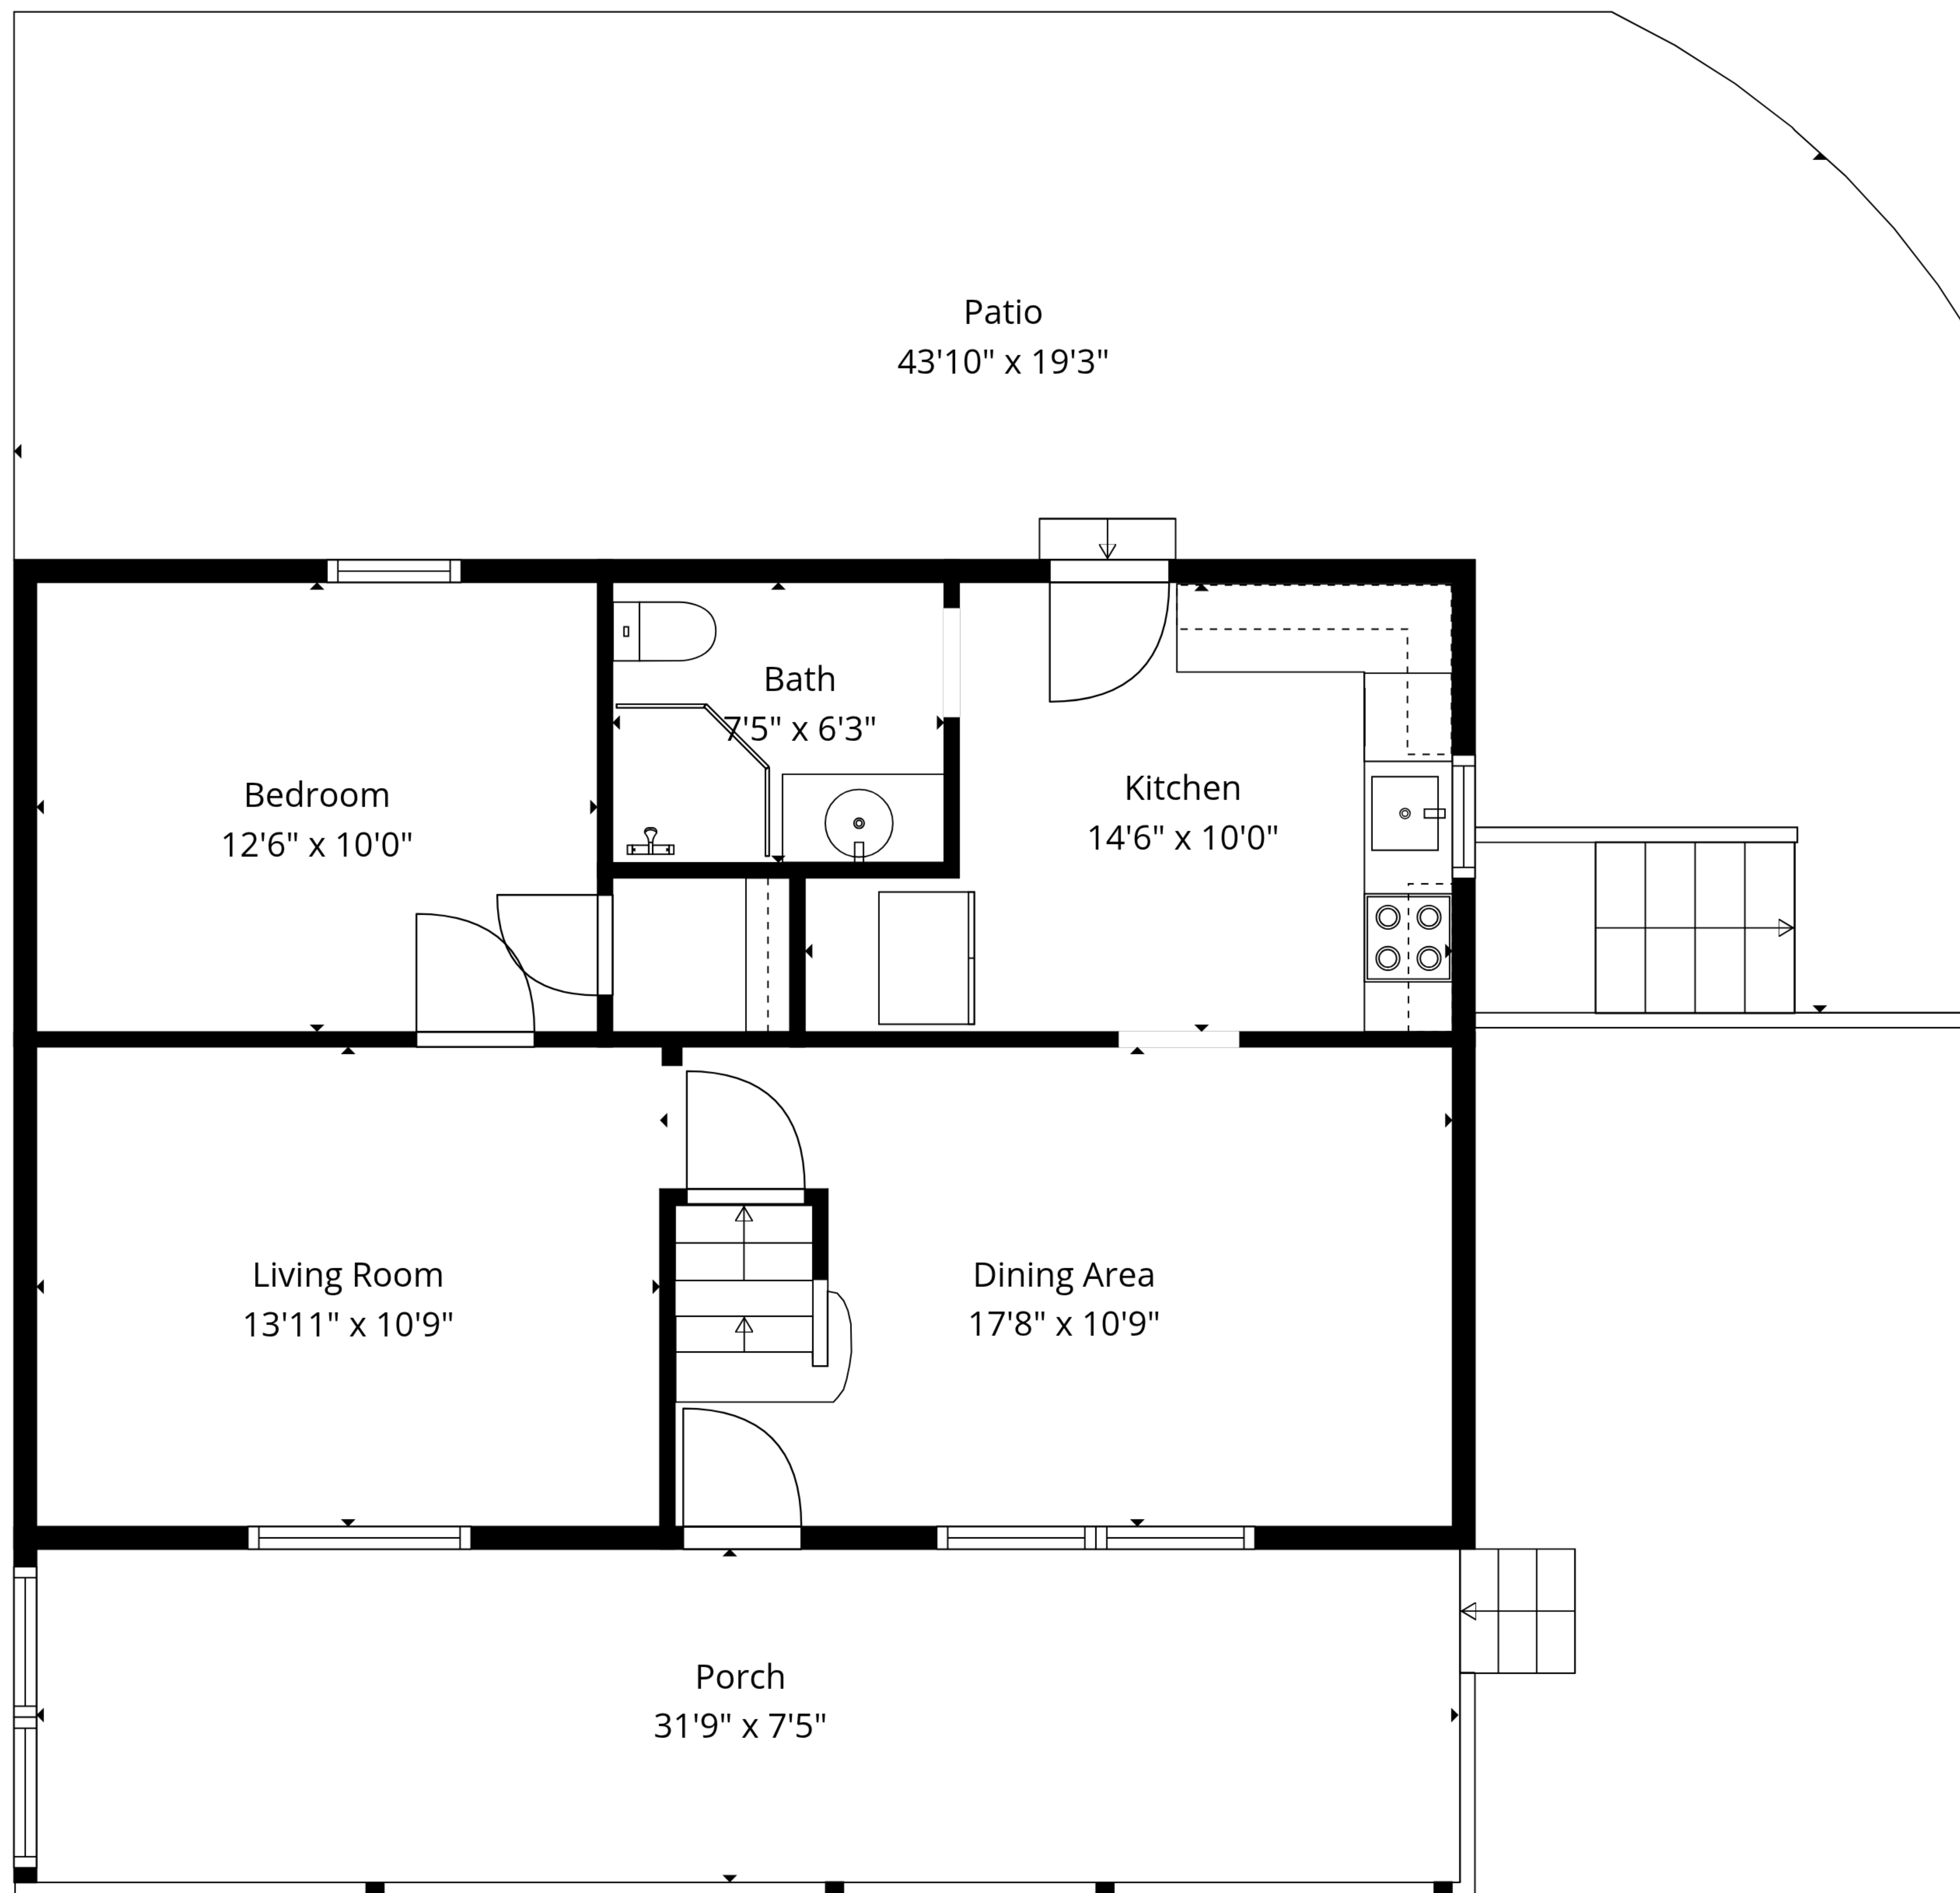 Patio
43'10" x 19'3"
Bath
7'5" x 6'3"
Bedroom
12'6" x 10'0"
Kitchen
14'6" x 10'0"
Living Room
13'11" x 10'9"
Dining Area
17'8" x 10'9"
Porch
31'9" x 7'5"